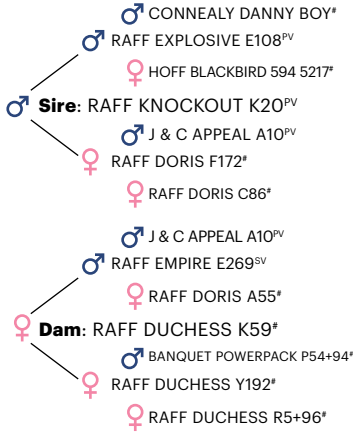 CONNEALY DANNY BOY#
RAFF EXPLOSIVE E108PV
HOFF BLACKBIRD 594 5217#
Sire: RAFF KNOCKOUT K20PV
J & C APPEAL A10PV
RAFF DORIS F172#
RAFF DORIS C86#
J & C APPEAL A10PV
RAFF EMPIRE E269SV
RAFF DORIS A55#
Dam: RAFF DUCHESS K59#
BANQUET POWERPACK P54+94#
RAFF DUCHESS Y192#
RAFF DUCHESS R5+96#